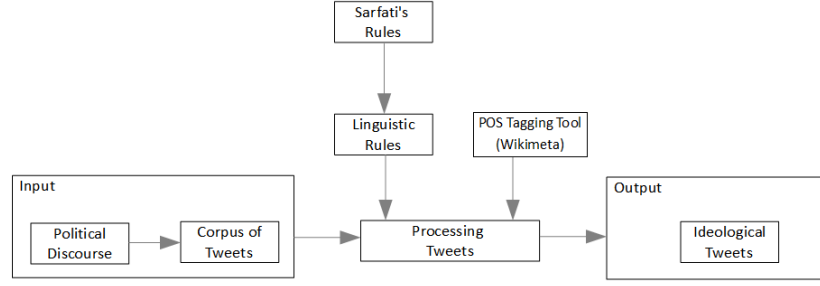 Sarfati's
Rules
Linguistic
Rules
POS Tagging Tool
(Wikimeta)
Input
Political
Discourse
Corpus of
Tweets
Processing
Tweets
Output
Ideological
Tweets